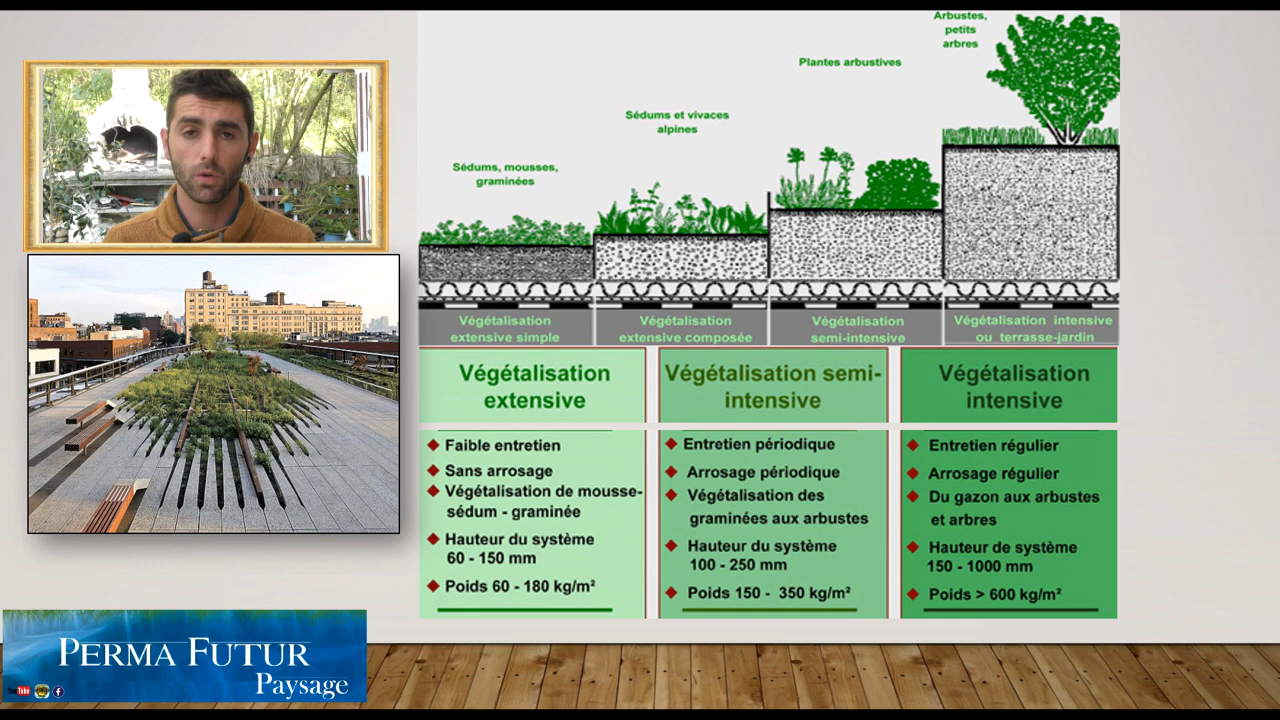 Arbustes,
petits
arbres
Plantes arbustives
Sédums et vivaces
alpines
Sédums, mousses,
graminées
Végétalisation
extensive simple
Végétalisation
extensive composée
Végétalisation
semi-intensive
Végétalisation intensive
ou terrasse-jardin
Végétalisation
extensive
Faible entretien
Sans arrosage
Végétalisation de mousse-
sédum - graminée
Hauteur du système
60 - 150 mm
Poids 60 - 180 kg/m²
Végétalisation semi-
intensive
Entretien périodique
Arrosage périodique
Végétalisation des
graminées aux arbustes
Hauteur du système
100 - 250 mm
Poids 150 - 350 kg/m²
Végétalisation
intensive
Entretien régulier
Arrosage régulier
Du gazon aux arbustes
et arbres
Hauteur de système
150 - 1000 mm
Poids > 600 kg/m²
PERMA FUTUR
Paysage
YouTube